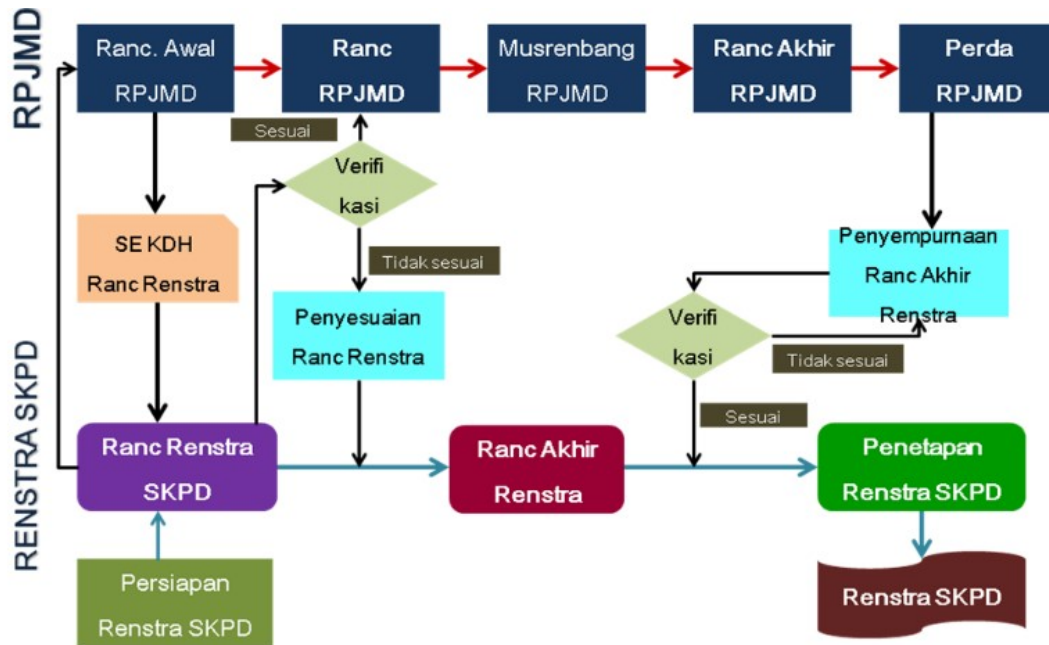 RPJMD
Ranc. Awal
RPJMD
Ranc
RPJMD
Musrenbang
RPJMD
Ranc Akhir
RPJMD
Perda
RPJMD
Sesuai
Verifi
kasi
SE KDH
Ranc Renstra
Tidak sesuai
Penyesuaian
Ranc Renstra
Penyempurnaan
Ranc Akhir
Renstra
Verifi
kasi
Tidak sesuai
Sesuai
RENSTRA SKPD
Ranc Renstra
SKPD
Ranc Akhir
Renstra
Penetapan
Renstra SKPD
Persiapan
Renstra SKPD
Renstra SKPD